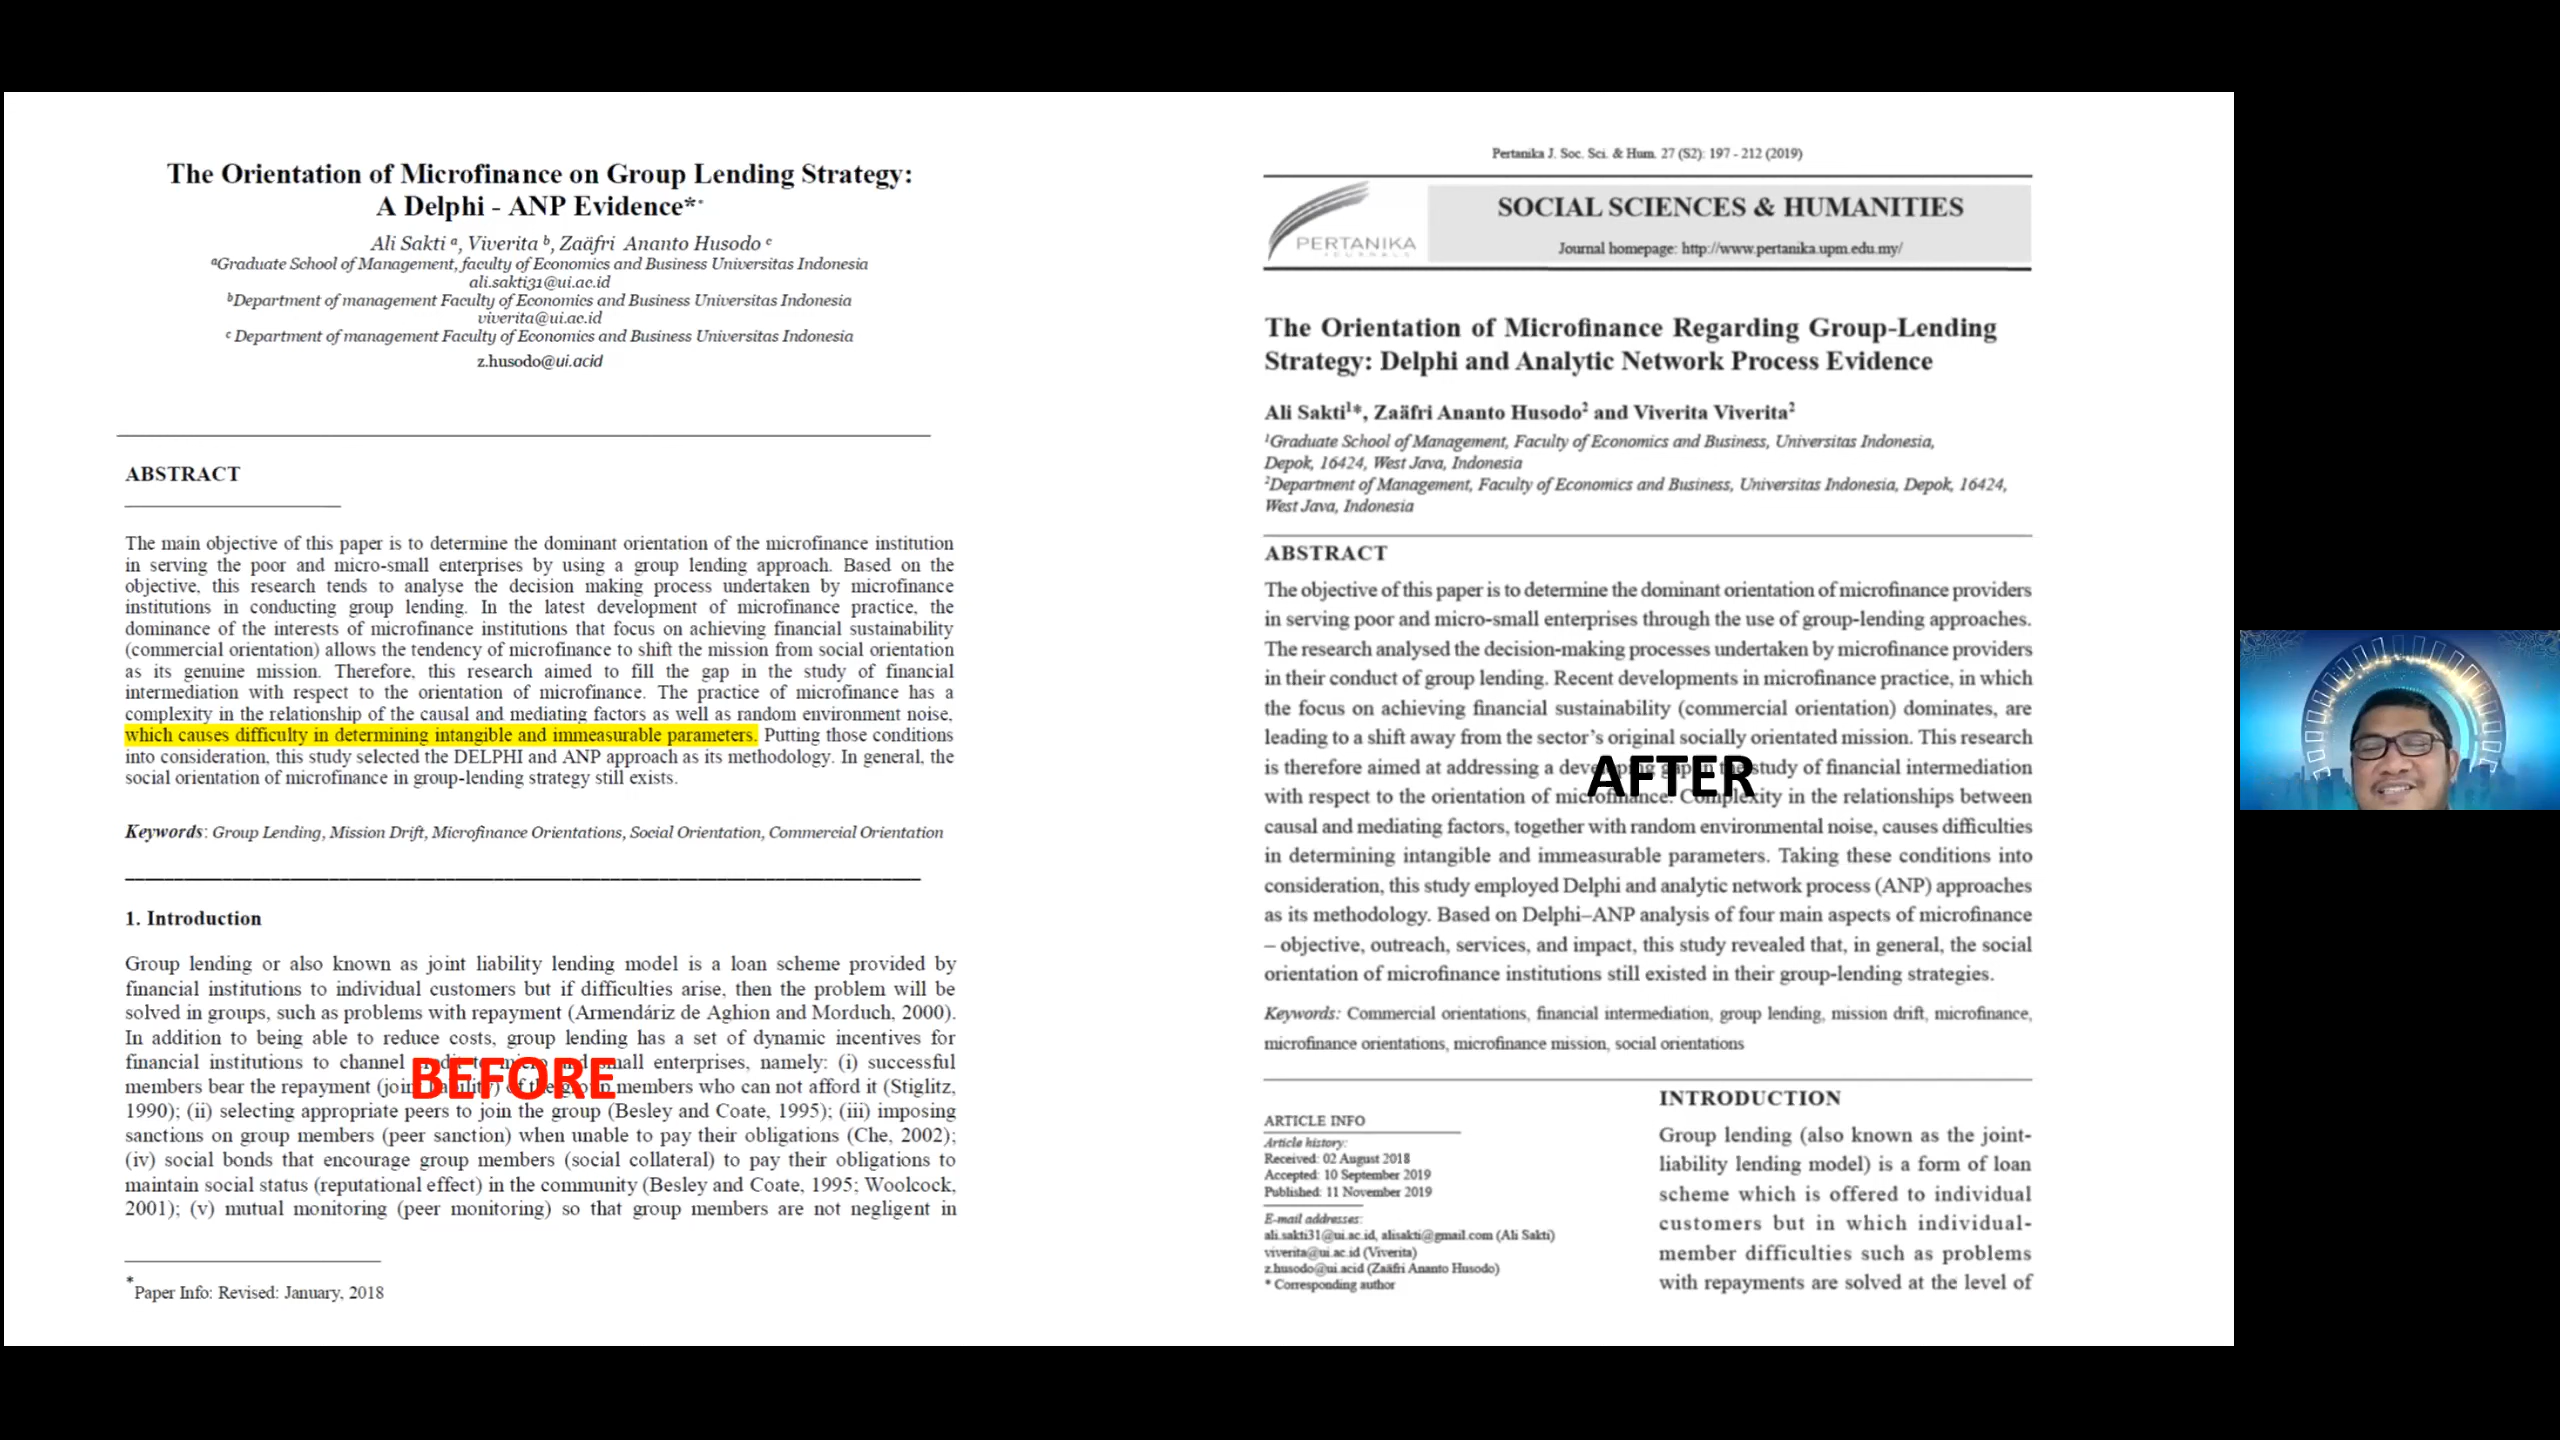 The Orientation of Microfinance on Group Lending Strategy:
A Delphi - ANP Evidence*
Ali Sakti a, Viverita b, Zaäfri Ananto Husodo c
aGraduate School of Management, faculty of Economics and Business Universitas Indonesia
ali.sakti31@ui.ac.id
bDepartment of management Faculty of Economics and Business Universitas Indonesia
viverita@ui.ac.id
c Department of management Faculty of Economics and Business Universitas Indonesia
z.husodo@ui.acid
ABSTRACT
The main objective of this paper is to determine the dominant orientation of the microfinance institution
in serving the poor and micro-small enterprises by using a group lending approach. Based on the
objective, this research tends to analyse the decision making process undertaken by microfinance
institutions in conducting group lending. In the latest development of microfinance practice, the
dominance of the interests of microfinance institutions that focus on achieving financial sustainability
(commercial orientation) allows the tendency of microfinance to shift the mission from social orientation
as its genuine mission. Therefore, this research aimed to fill the gap in the study of financial
intermediation with respect to the orientation of microfinance. The practice of microfinance has a
complexity in the relationship of the causal and mediating factors as well as random environment noise,
which causes difficulty in determining intangible and immeasurable parameters. Putting those conditions
into consideration, this study selected the DELPHI and ANP approach as its methodology. In general, the
social orientation of microfinance in group-lending strategy still exists.
Keywords: Group Lending, Mission Drift, Microfinance Orientations, Social Orientation, Commercial Orientation
1. Introduction
Group lending or also known as joint liability lending model is a loan scheme provided by
financial institutions to individual customers but if difficulties arise, then the problem will be
solved in groups, such as problems with repayment (Armendáriz de Aghion and Morduch, 2000).
In addition to being able to reduce costs, group lending has a set of dynamic incentives for
financial institutions to channel small enterprises, namely: (i) successful
BEFORE
members bear the repayment (joint liability) of the group members who can not afford it (Stiglitz,
1990); (ii) selecting appropriate peers to join the group (Besley and Coate, 1995); (iii) imposing
sanctions on group members (peer sanction) when unable to pay their obligations (Che, 2002);
(iv) social bonds that encourage group members (social collateral) to pay their obligations to
maintain social status (reputational effect) in the community (Besley and Coate, 1995; Woolcock,
2001); (v) mutual monitoring (peer monitoring) so that group members are not negligent in
*Paper Info: Revised: January, 2018
Pertanika J. Soc. Sci. & Hum. 27 (S2): 197 - 212 (2019)
PERTANIKA
JOURNALS
SOCIAL SCIENCES & HUMANITIES
Journal homepage: http://www.pertanika.upm.edu.my/
The Orientation of Microfinance Regarding Group-Lending
Strategy: Delphi and Analytic Network Process Evidence
Ali Sakti1*, Zaäfri Ananto Husodo2 and Viverita Viverita2
1Graduate School of Management, Faculty of Economics and Business, Universitas Indonesia,
Depok, 16424, West Java, Indonesia
2Department of Management, Faculty of Economics and Business, Universitas Indonesia, Depok, 16424,
West Java, Indonesia
ABSTRACT
The objective of this paper is to determine the dominant orientation of microfinance providers
in serving poor and micro-small enterprises through the use of group-lending approaches.
The research analysed the decision-making processes undertaken by microfinance providers
in their conduct of group lending. Recent developments in microfinance practice, in which
the focus on achieving financial sustainability (commercial orientation) dominates, are
leading to a shift away from the sector's original socially orientated mission. This research
is therefore aimed at addressing a developing gap in the study of financial intermediation
AFTER
with respect to the orientation of microfinance. Complexity in the relationships between
causal and mediating factors, together with random environmental noise, causes difficulties
in determining intangible and immeasurable parameters. Taking these conditions into
consideration, this study employed Delphi and analytic network process (ANP) approaches
as its methodology. Based on Delphi–ANP analysis of four main aspects of microfinance
– objective, outreach, services, and impact, this study revealed that, in general, the social
orientation of microfinance institutions still existed in their group-lending strategies.
Keywords: Commercial orientations, financial intermediation, group lending, mission drift, microfinance,
microfinance orientations, microfinance mission, social orientations
ARTICLE INFO
Article history:
Received: 02 August 2018
Accepted: 10 September 2019
Published: 11 November 2019
E-mail addresses:
ali.sakti31@ui.ac.id, alisakti@gmail.com (Ali Sakti)
viverita@ui.ac.id (Viverita)
z.husodo@ui.acid (Zaäfri Ananto Husodo)
* Corresponding author
INTRODUCTION
Group lending (also known as the joint-
liability lending model) is a form of loan
scheme which is offered to individual
customers but in which individual-
member difficulties such as problems
with repayments are solved at the level of